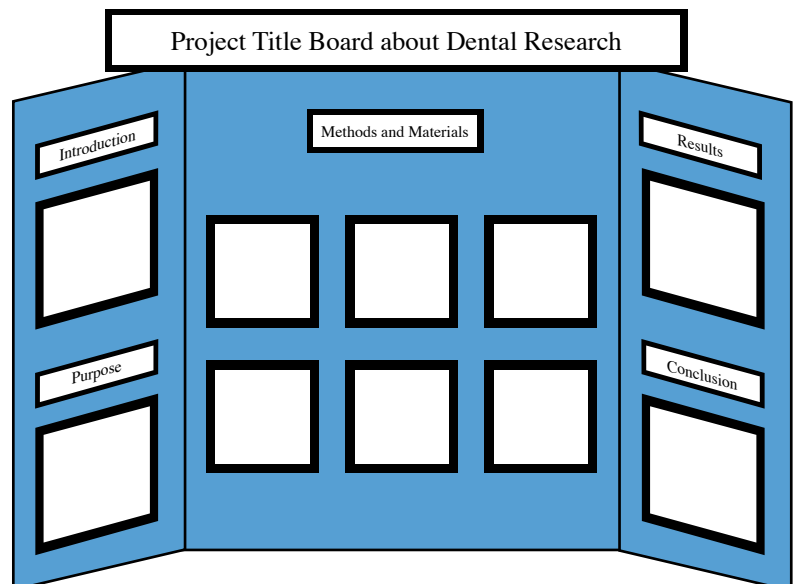 Project Title Board about Dental Research
Introduction
Purpose
Methods and Materials
Results
Conclusion